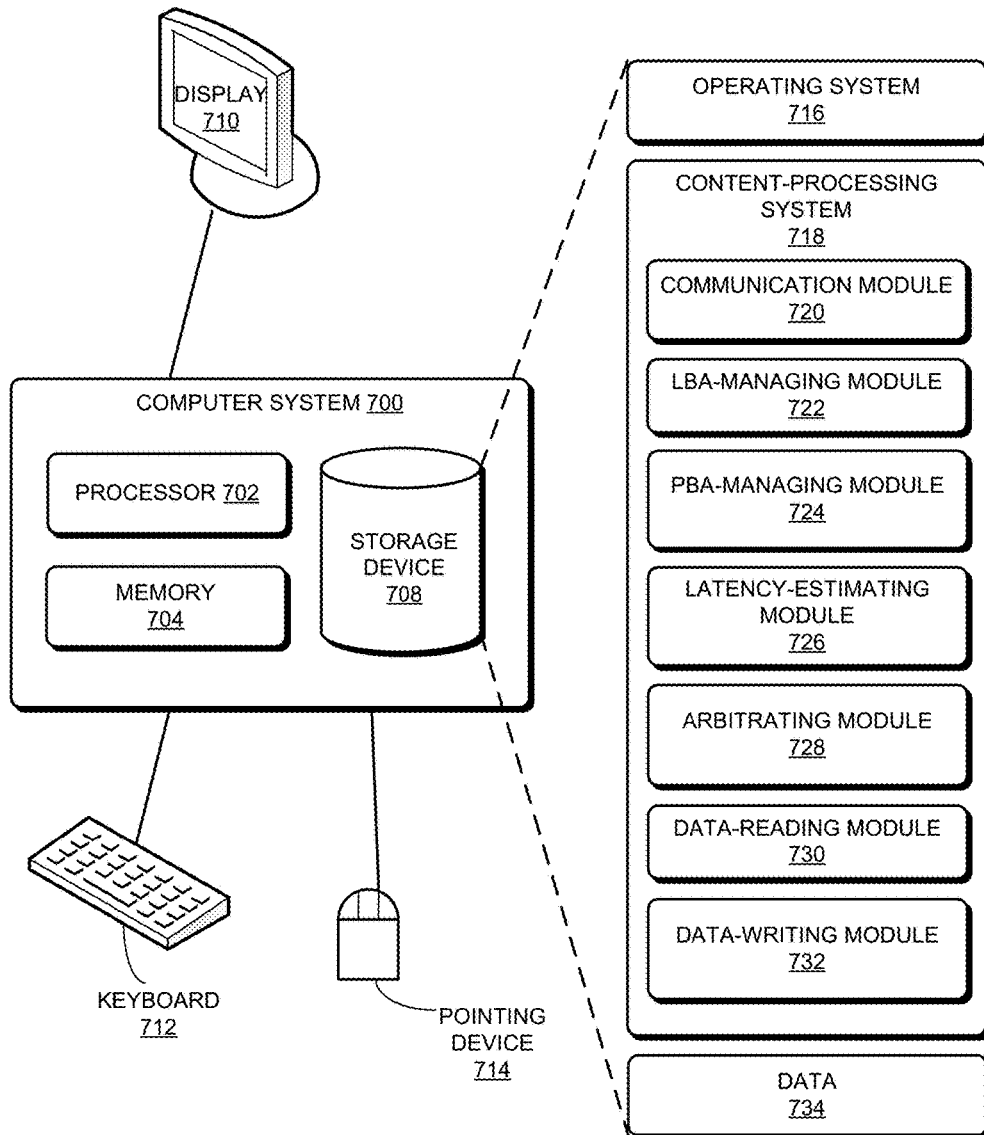 DISPLAY
710
COMPUTER SYSTEM 700
PROCESSOR 702
MEMORY
704
STORAGE
DEVICE
708
KEYBOARD
712
POINTING
DEVICE
714
OPERATING SYSTEM
716
CONTENT-PROCESSING
SYSTEM
718
COMMUNICATION MODULE
720
LBA-MANAGING MODULE
722
PBA-MANAGING MODULE
724
LATENCY-ESTIMATING
MODULE
726
ARBITRATING MODULE
728
DATA-READING MODULE
730
DATA-WRITING MODULE
732
DATA
734